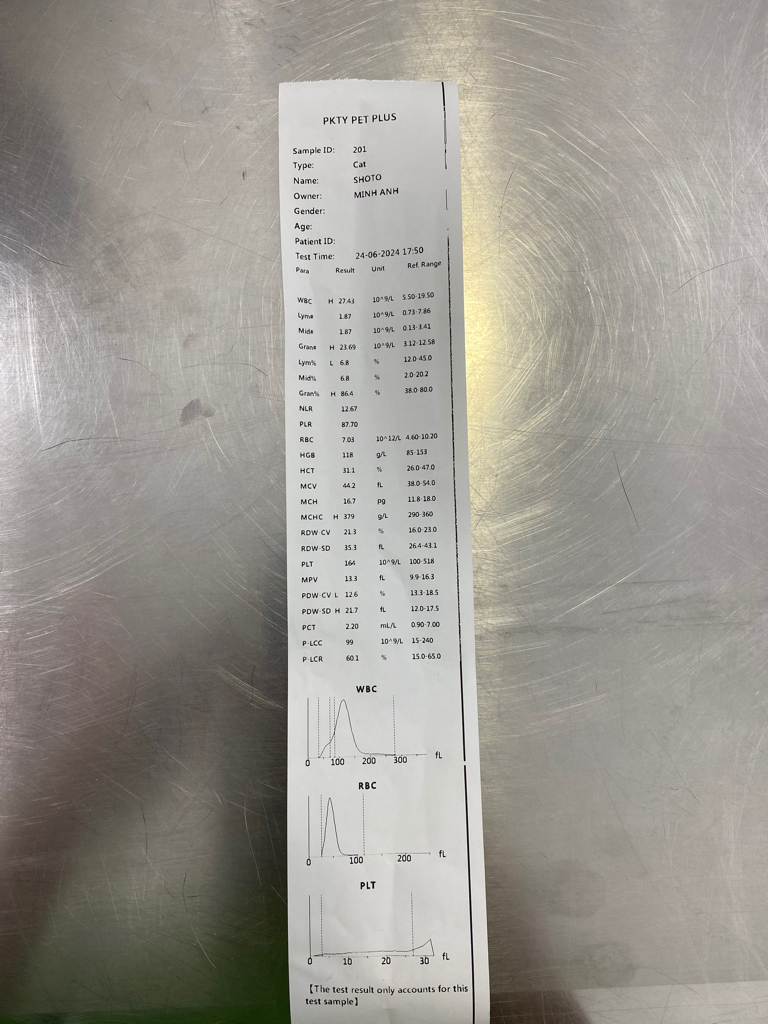 PKTY PET PLUS
Sample ID: 201
Type: Cat
Name: SHOTO
Owner: MINH ANH
Gender:
Age:
Patient ID:
Test Time: 24-06-2024 17:50
Para Result Unit Ref. Range
WBC H 27.43 10^9/L 5.50-19.50
Lym# 1.87 10^9/L 0.73-7.86
Mid# 1.87 10^9/L 0.13-3.41
Gran# H 23.69 10^9/L 3.12-12.58
Lym% L 6.8 % 12.0-45.0
Mid% 6.8 % 2.0-20.2
Gran% H 86.4 % 38.0-80.0
NLR 12.67
PLR 87.70
RBC 7.03 10^12/L 4.60-10.20
HGB 118 g/L 85-153
HCT 31.1 % 26.0-47.0
MCV 44.2 fL 38.0-54.0
MCH 16.7 pg 11.8-18.0
MCHC H 379 g/L 290-360
RDW-CV 21.3 % 16.0-23.0
RDW-SD 35.3 fL 26.4-43.1
PLT 164 10^9/L 100-518
MPV 13.3 fL 9.9-16.3
PDW-CV L 12.6 % 13.3-18.5
PDW-SD H 21.7 fL 12.0-17.5
PCT 2.20 mL/L 0.90-7.00
P-LCC 99 10^9/L 15-240
P-LCR 60.1 % 15.0-65.0
WBC
0 100 200 300 fL
RBC
0 100 200 fL
PLT
0 10 20 30 fL
【The test result only accounts for this
test sample】